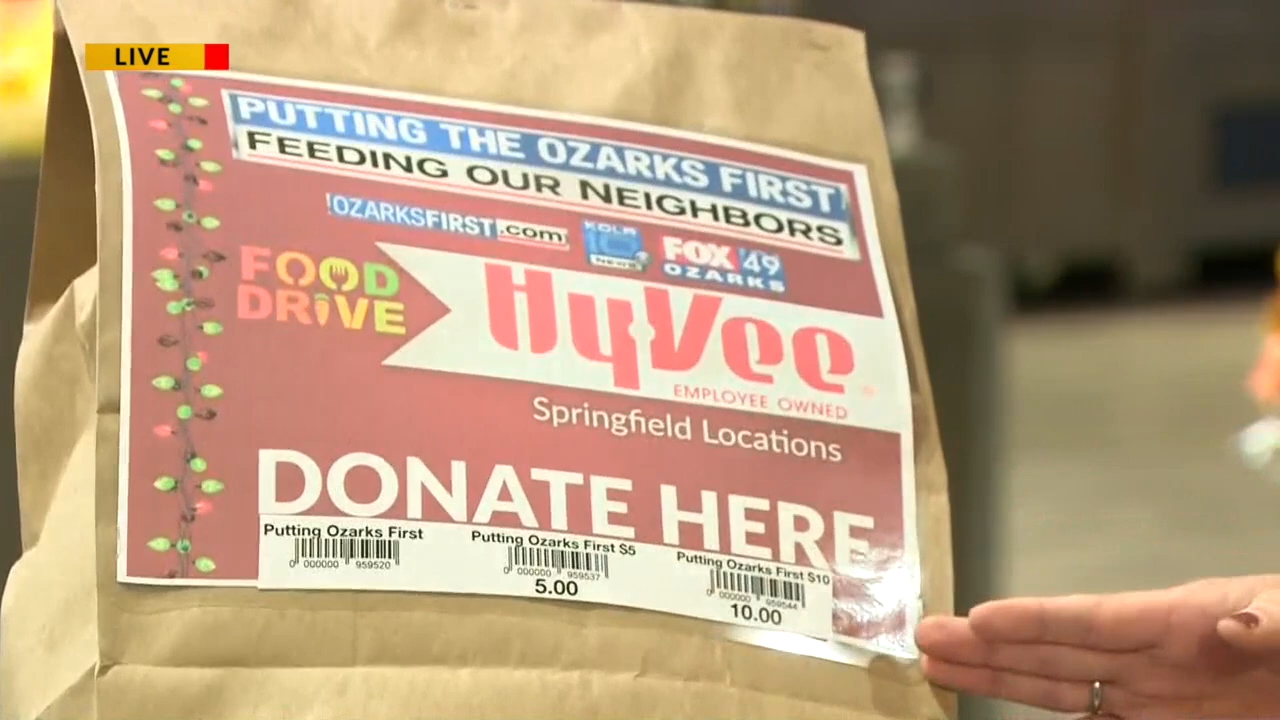 LIVE
PUTTING THE OZARKS FIRST
FEEDING OUR NEIGHBORS
OZARKSFIRST.com
KOLR
10
NEWS
FOX 49
OZARKS
FOOD
DRIVE
HyVee
EMPLOYEE OWNED
Springfield Locations
DONATE HERE
Putting Ozarks First
0 000000 959520
Putting Ozarks First $5
0 000000 959537
5.00
Putting Ozarks First $10
0 000000 959544
10.00